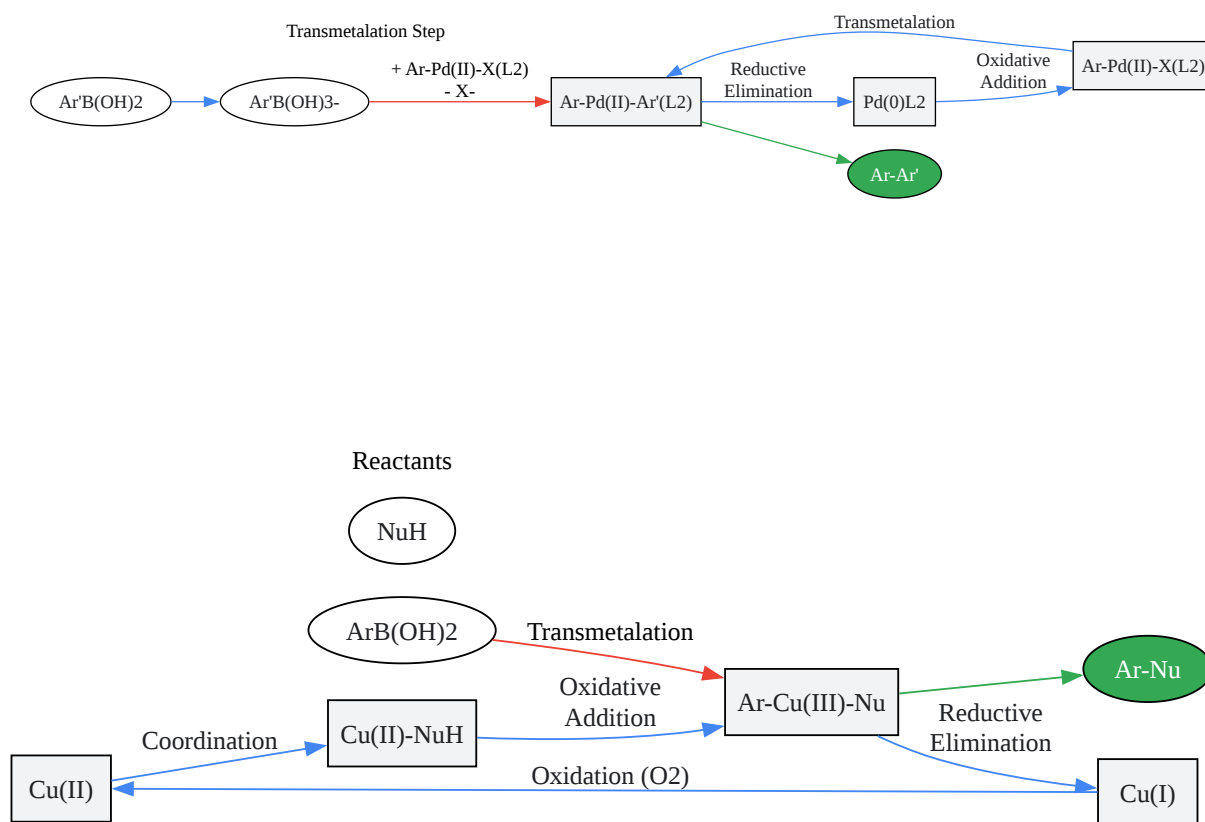 Transmetalation
Transmetalation Step
+ Ar-Pd(II)-X(L2)
- X-
Reductive
Elimination
Oxidative
Addition
Ar-Pd(II)-X(L2)
Ar'B(OH)2
Ar'B(OH)3-
Ar-Pd(II)-Ar'(L2)
Pd(0)L2
Ar-Ar'
Reactants
NuH
ArB(OH)2
Transmetalation
Ar-Nu
Oxidative
Addition
Ar-Cu(III)-Nu
Reductive
Elimination
Coordination
Cu(II)-NuH
Oxidation (O2)
Cu(II)
Cu(I)